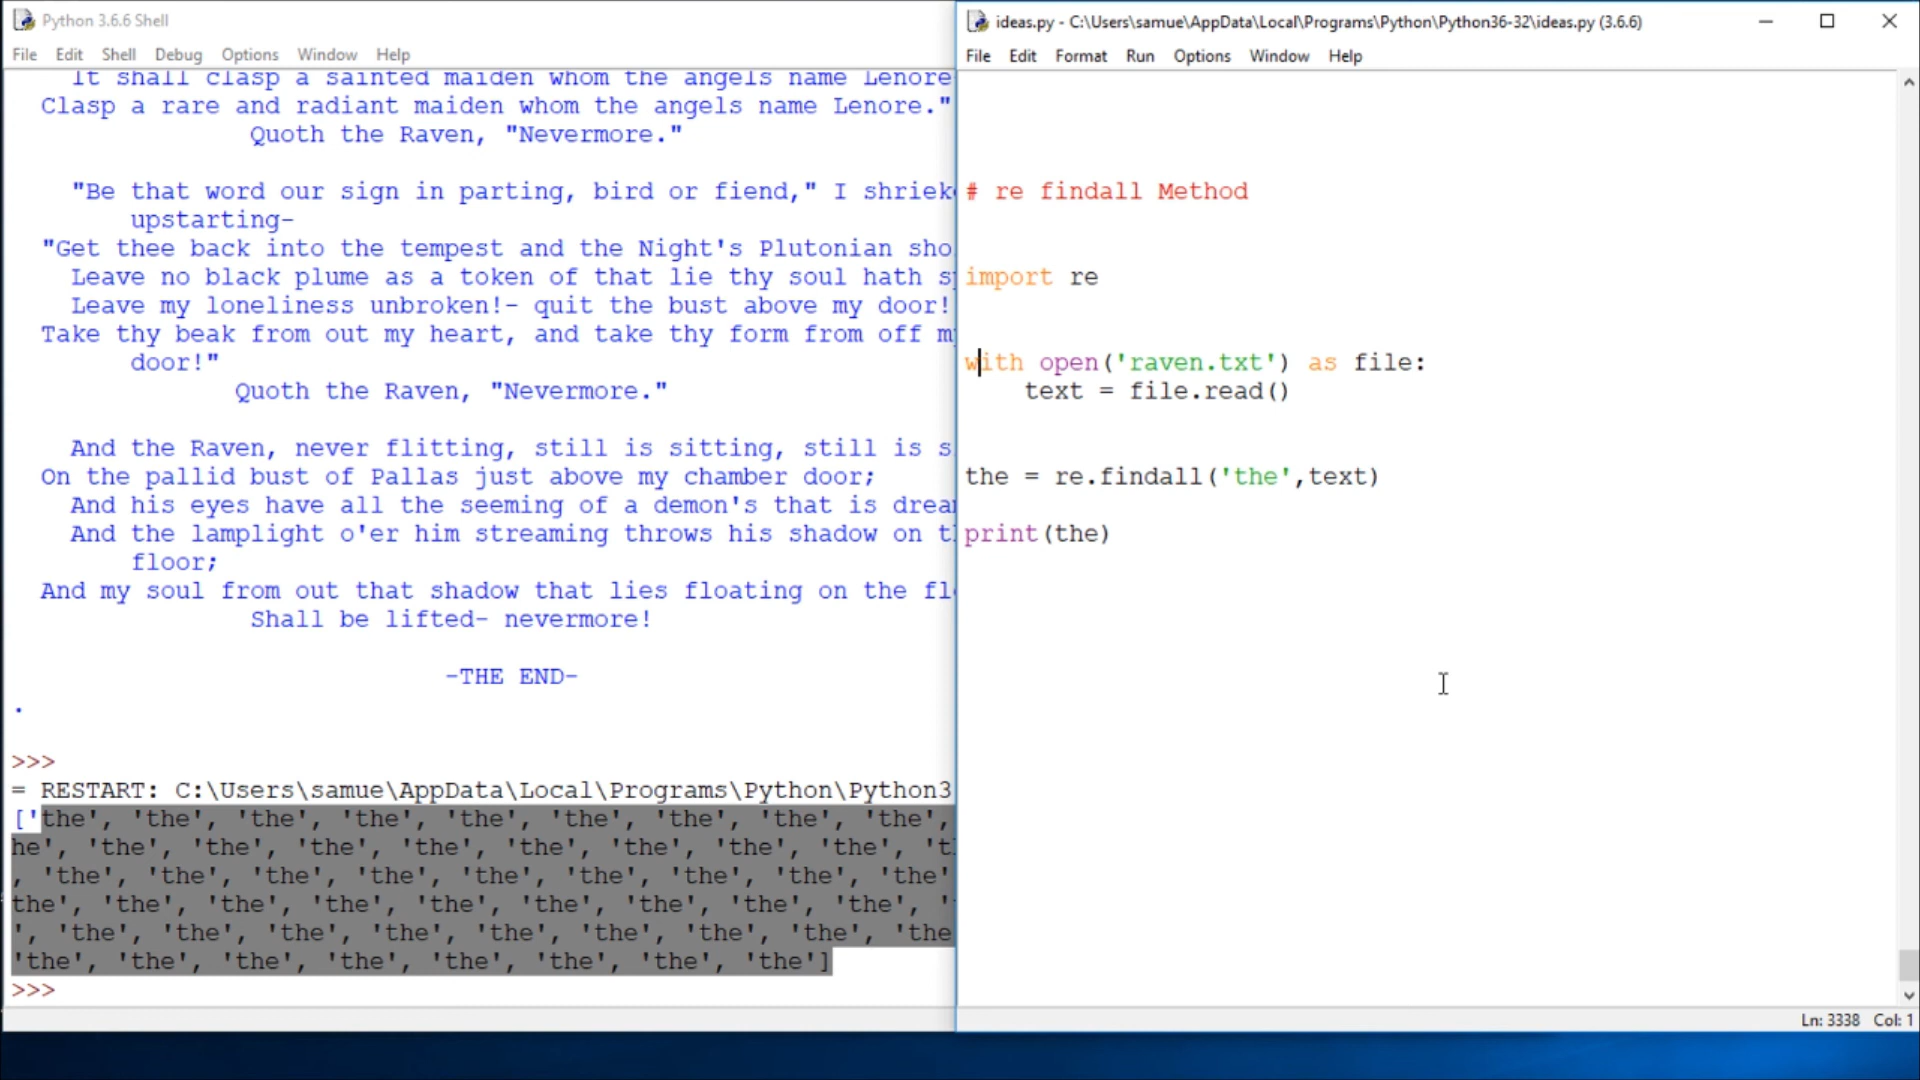 Python 3.6.6 Shell
File Edit Shell Debug Options Window Help
It shall clasp a sainted maiden whom the angels name Lenore
Clasp a rare and radiant maiden whom the angels name Lenore."
Quoth the Raven, "Nevermore."
"Be that word our sign in parting, bird or fiend," I shriek
upstarting-
"Get thee back into the tempest and the Night's Plutonian sho
Leave no black plume as a token of that lie thy soul hath s
Leave my loneliness unbroken!- quit the bust above my door!
Take thy beak from out my heart, and take thy form from off m
door!"
Quoth the Raven, "Nevermore."
And the Raven, never flitting, still is sitting, still is s
On the pallid bust of Pallas just above my chamber door;
And his eyes have all the seeming of a demon's that is drea
And the lamplight o'er him streaming throws his shadow on t
floor;
And my soul from out that shadow that lies floating on the fl
Shall be lifted- nevermore!
-THE END-
.
>>>
= RESTART: C:\Users\samue\AppData\Local\Programs\Python\Python3
['the', 'the', 'the', 'the', 'the', 'the', 'the', 'the', 'the',
he', 'the', 'the', 'the', 'the', 'the', 'the', 'the', 'the', 't
, 'the', 'the', 'the', 'the', 'the', 'the', 'the', 'the', 'the'
the', 'the', 'the', 'the', 'the', 'the', 'the', 'the', 'the', '
', 'the', 'the', 'the', 'the', 'the', 'the', 'the', 'the', 'the
'the', 'the', 'the', 'the', 'the', 'the', 'the', 'the']
>>>
ideas.py - C:\Users\samue\AppData\Local\Programs\Python\Python36-32\ideas.py (3.6.6)
File Edit Format Run Options Window Help
# re findall Method
import re
with open('raven.txt') as file:
text = file.read()
the = re.findall('the',text)
print(the)
Ln: 3338 Col: 1